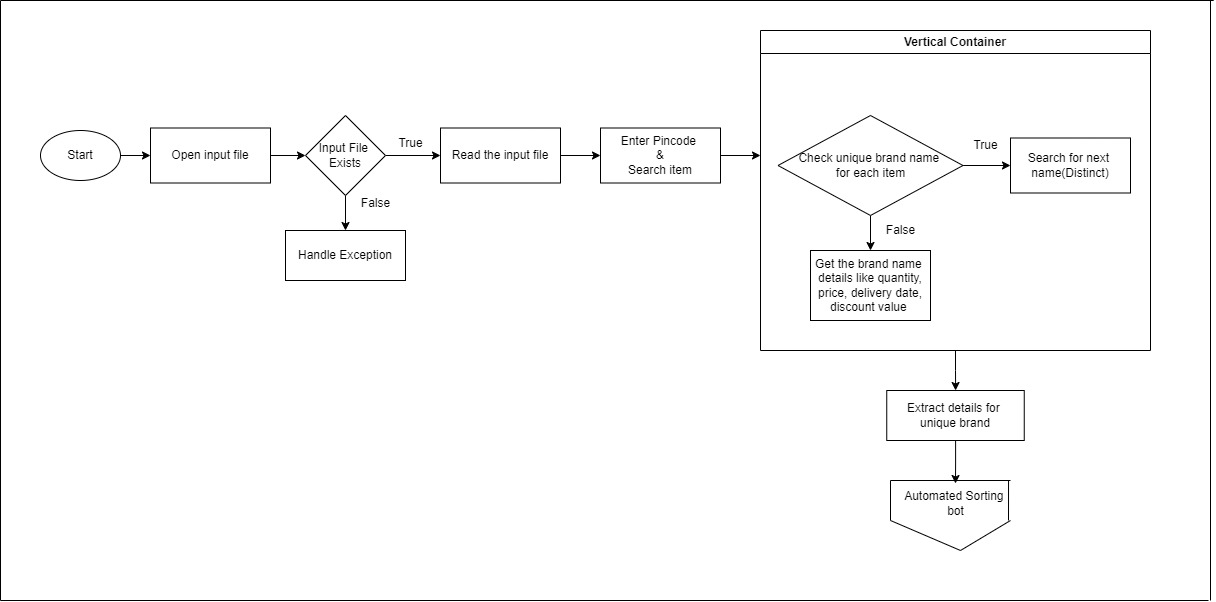 Vertical Container
Start
Open input file
Input File
Exists
True
Read the input file
Enter Pincode
&
Search item
False
Handle Exception
Check unique brand name
for each item
True
Search for next
name(Distinct)
False
Get the brand name
details like quantity,
price, delivery date,
discount value
Extract details for
unique brand
Automated Sorting
bot